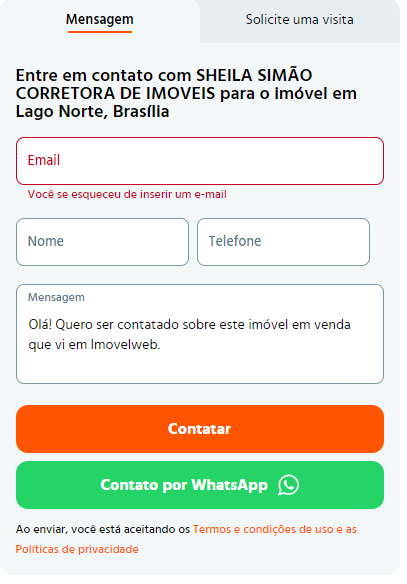 Mensagem
Solicite uma visita
Entre em contato com SHEILA SIMÃO
CORRETORA DE IMOVEIS para o imóvel em
Lago Norte, Brasília
Email
Você se esqueceu de inserir um e-mail
Nome
Telefone
Mensagem
Olá! Quero ser contatado sobre este imóvel em venda
que vi em Imovelweb.
Contatar
Contato por WhatsApp
Ao enviar, você está aceitando os Termos e condições de uso e as
Políticas de privacidade